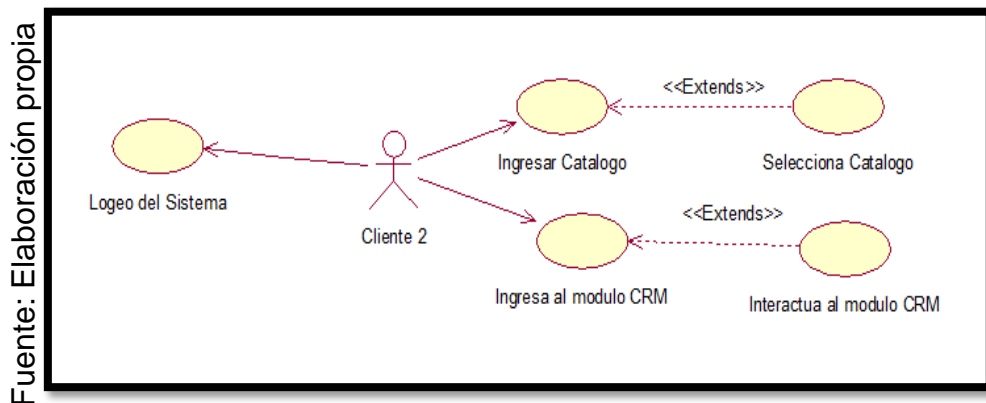 Fuente: Elaboración propia
<<Extends>>
Ingresar Catalogo
Selecciona Catalogo
Logeo del Sistema
Cliente 2
<<Extends>>
Ingresa al modulo CRM
Interactua al modulo CRM